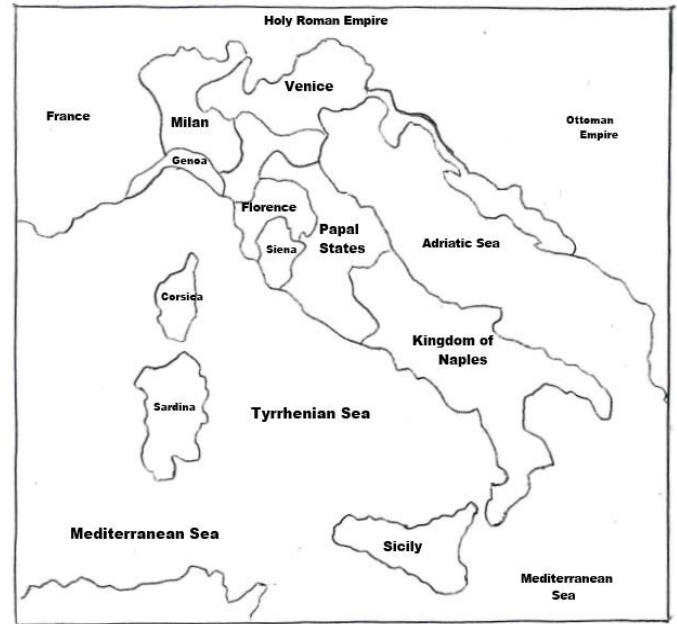 Holy Roman Empire
Venice
France
Milan
Ottoman
Empire
Genoa
Florence
Papal
States
Siena
Adriatic Sea
Corsica
Kingdom of
Naples
Sardina
Tyrrhenian Sea
Mediterranean Sea
Sicily
Mediterranean
Sea